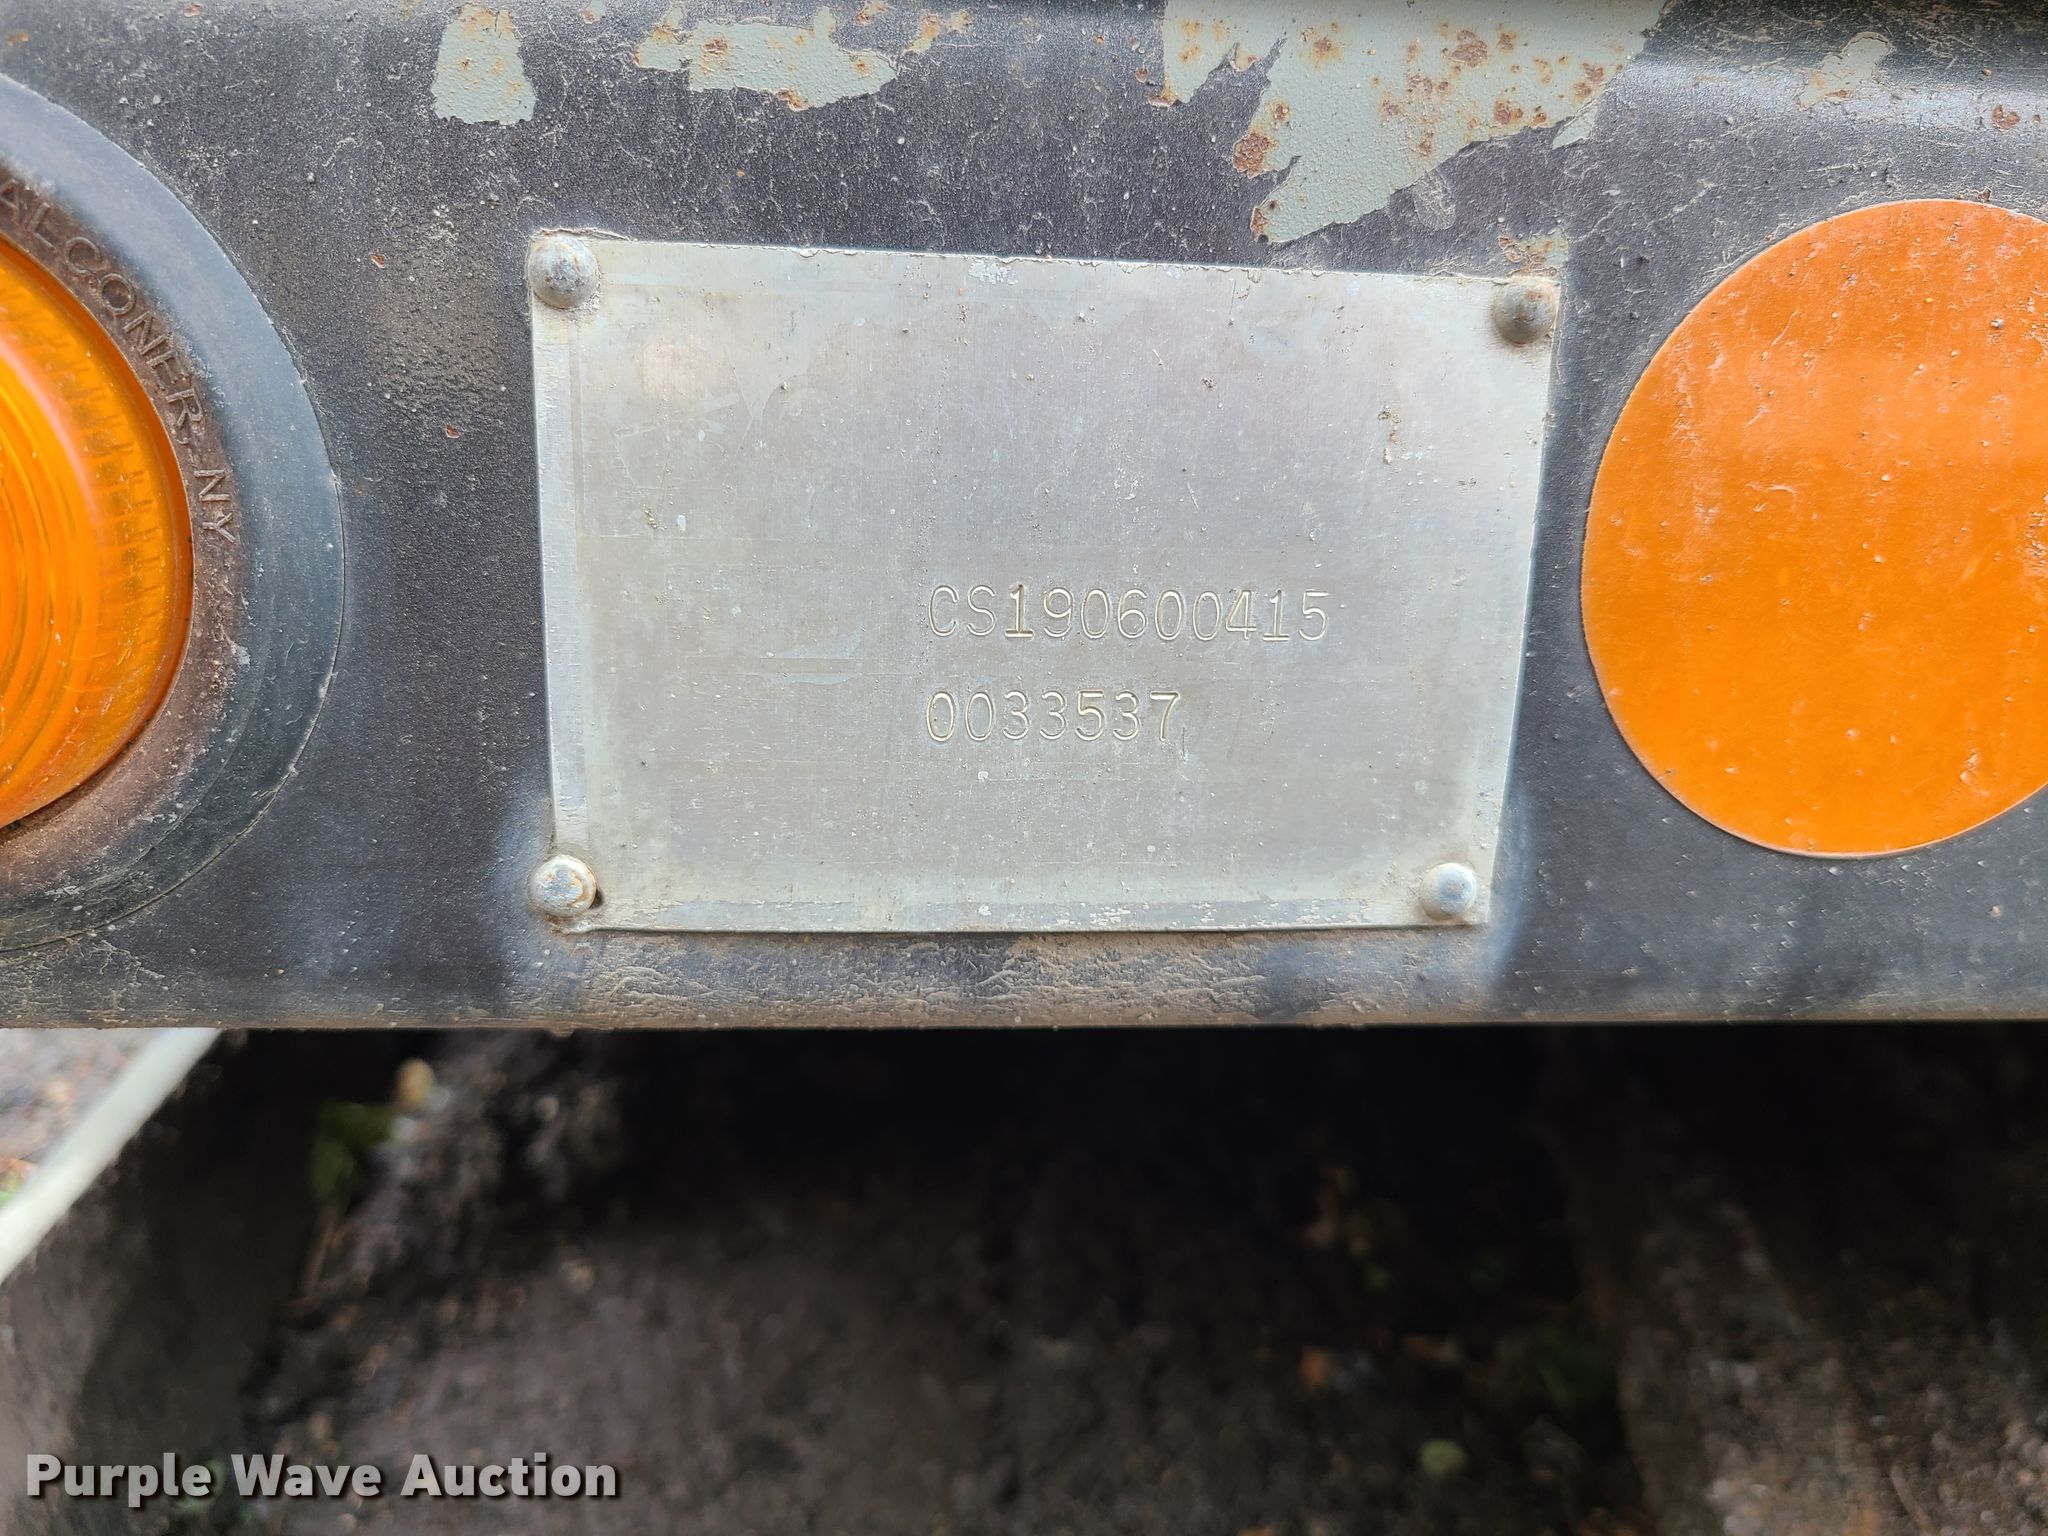 ALCONER, NY
CS190600415
0033537
Purple Wave Auction